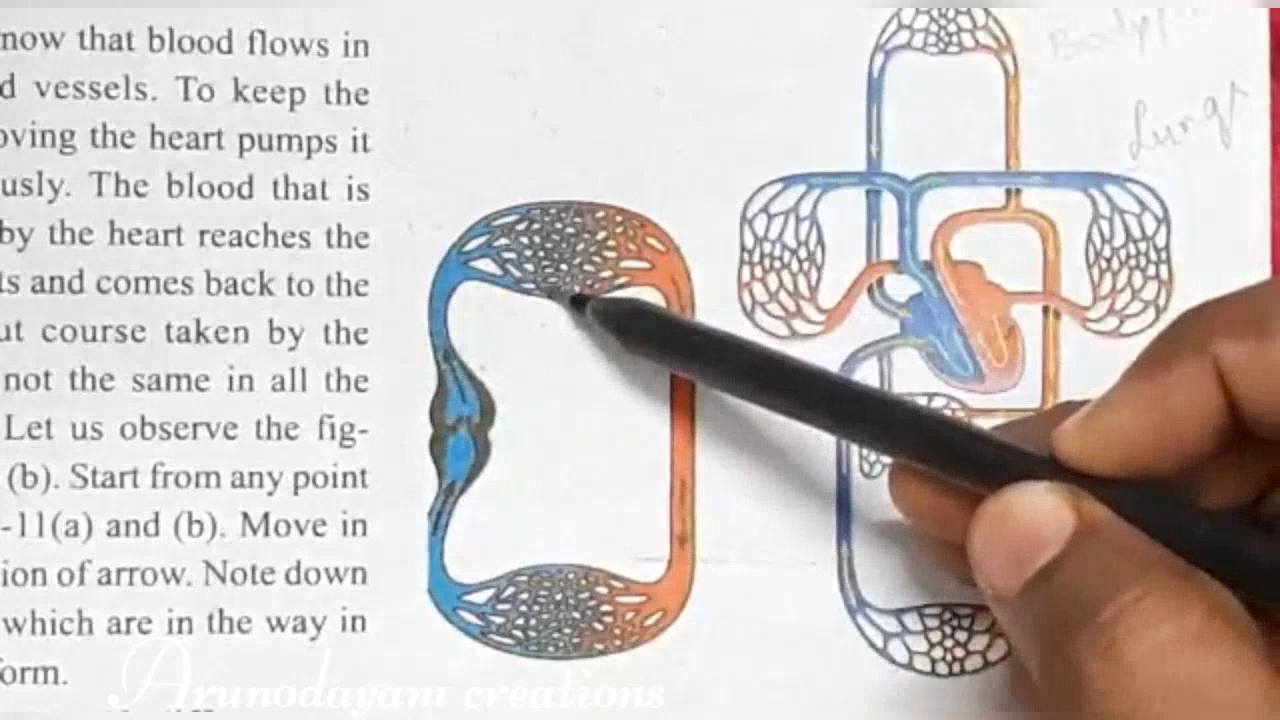 now that blood flows in
d vessels. To keep the
oving the heart pumps it
usly. The blood that is
by the heart reaches the
ts and comes back to the
ut course taken by the
not the same in all the
Let us observe the fig-
(b). Start from any point
-11(a) and (b). Move in
ion of arrow. Note down
which are in the way in
orm.
Lungs
Arunodayam creations